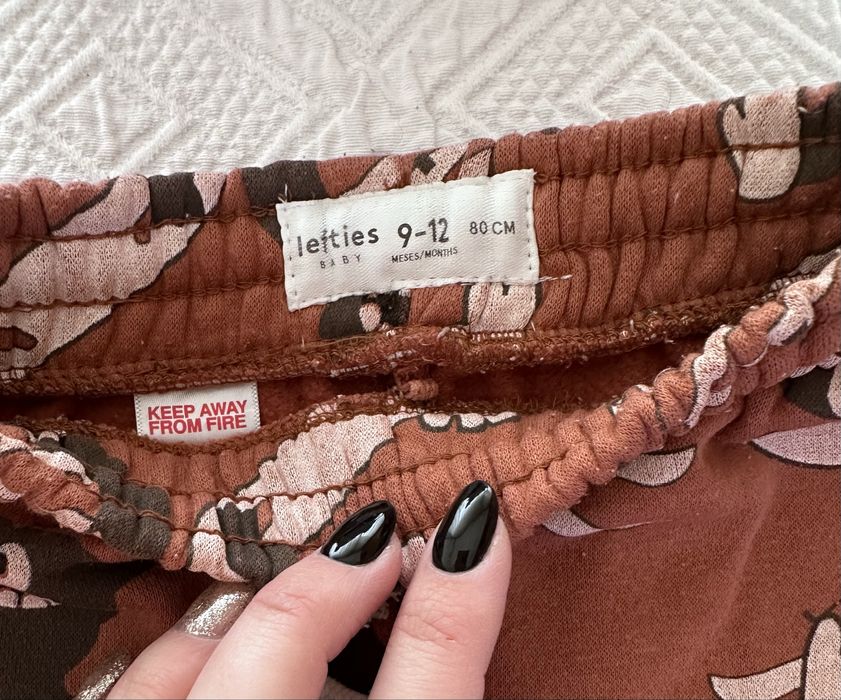 lefties 9-12 80 CM
BABY MESES/MONTHS
KEEP AWAY
FROM FIRE